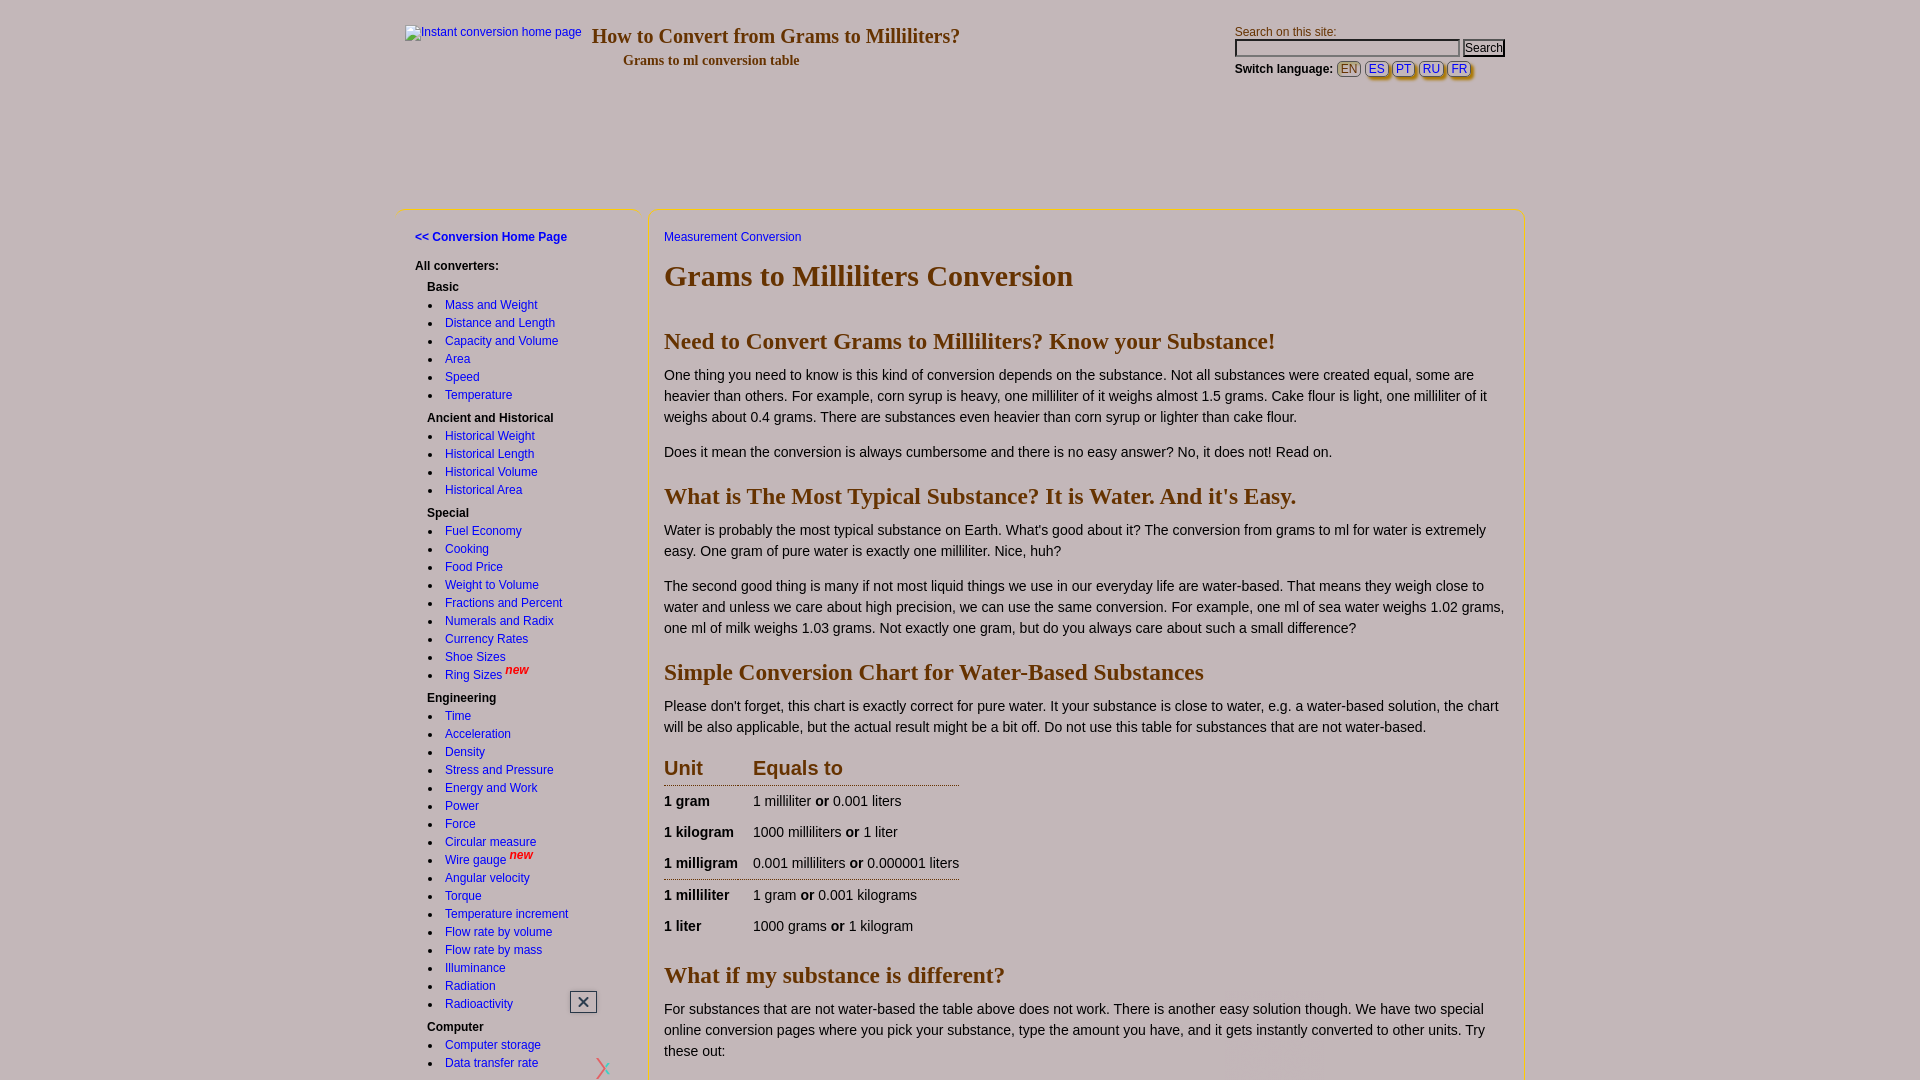 Instant conversion home page
How to Convert from Grams to Milliliters?
Grams to ml conversion table
Search on this site:
Search
Switch language: EN ES PT RU FR
<< Conversion Home Page
All converters:
Basic
Mass and Weight
Distance and Length
Capacity and Volume
Area
Speed
Temperature
Ancient and Historical
Historical Weight
Historical Length
Historical Volume
Historical Area
Special
Fuel Economy
Cooking
Food Price
Weight to Volume
Fractions and Percent
Numerals and Radix
Currency Rates
Shoe Sizes
Ring Sizes new
Engineering
Time
Acceleration
Density
Stress and Pressure
Energy and Work
Power
Force
Circular measure
Wire gauge new
Angular velocity
Torque
Temperature increment
Flow rate by volume
Flow rate by mass
Illuminance
Radiation
Radioactivity
Computer
Computer storage
Data transfer rate
Measurement Conversion
Grams to Milliliters Conversion
Need to Convert Grams to Milliliters? Know your Substance!
One thing you need to know is this kind of conversion depends on the substance. Not all substances were created equal, some are
heavier than others. For example, corn syrup is heavy, one milliliter of it weighs almost 1.5 grams. Cake flour is light, one milliliter of it
weighs about 0.4 grams. There are substances even heavier than corn syrup or lighter than cake flour.
Does it mean the conversion is always cumbersome and there is no easy answer? No, it does not! Read on.
What is The Most Typical Substance? It is Water. And it's Easy.
Water is probably the most typical substance on Earth. What's good about it? The conversion from grams to ml for water is extremely
easy. One gram of pure water is exactly one milliliter. Nice, huh?
The second good thing is many if not most liquid things we use in our everyday life are water-based. That means they weigh close to
water and unless we care about high precision, we can use the same conversion. For example, one ml of sea water weighs 1.02 grams,
one ml of milk weighs 1.03 grams. Not exactly one gram, but do you always care about such a small difference?
Simple Conversion Chart for Water-Based Substances
Please don't forget, this chart is exactly correct for pure water. It your substance is close to water, e.g. a water-based solution, the chart
will be also applicable, but the actual result might be a bit off. Do not use this table for substances that are not water-based.
Unit Equals to
1 gram 1 milliliter or 0.001 liters
1 kilogram 1000 milliliters or 1 liter
1 milligram 0.001 milliliters or 0.000001 liters
1 milliliter 1 gram or 0.001 kilograms
1 liter 1000 grams or 1 kilogram
What if my substance is different?
For substances that are not water-based the table above does not work. There is another easy solution though. We have two special
online conversion pages where you pick your substance, type the amount you have, and it gets instantly converted to other units. Try
these out: